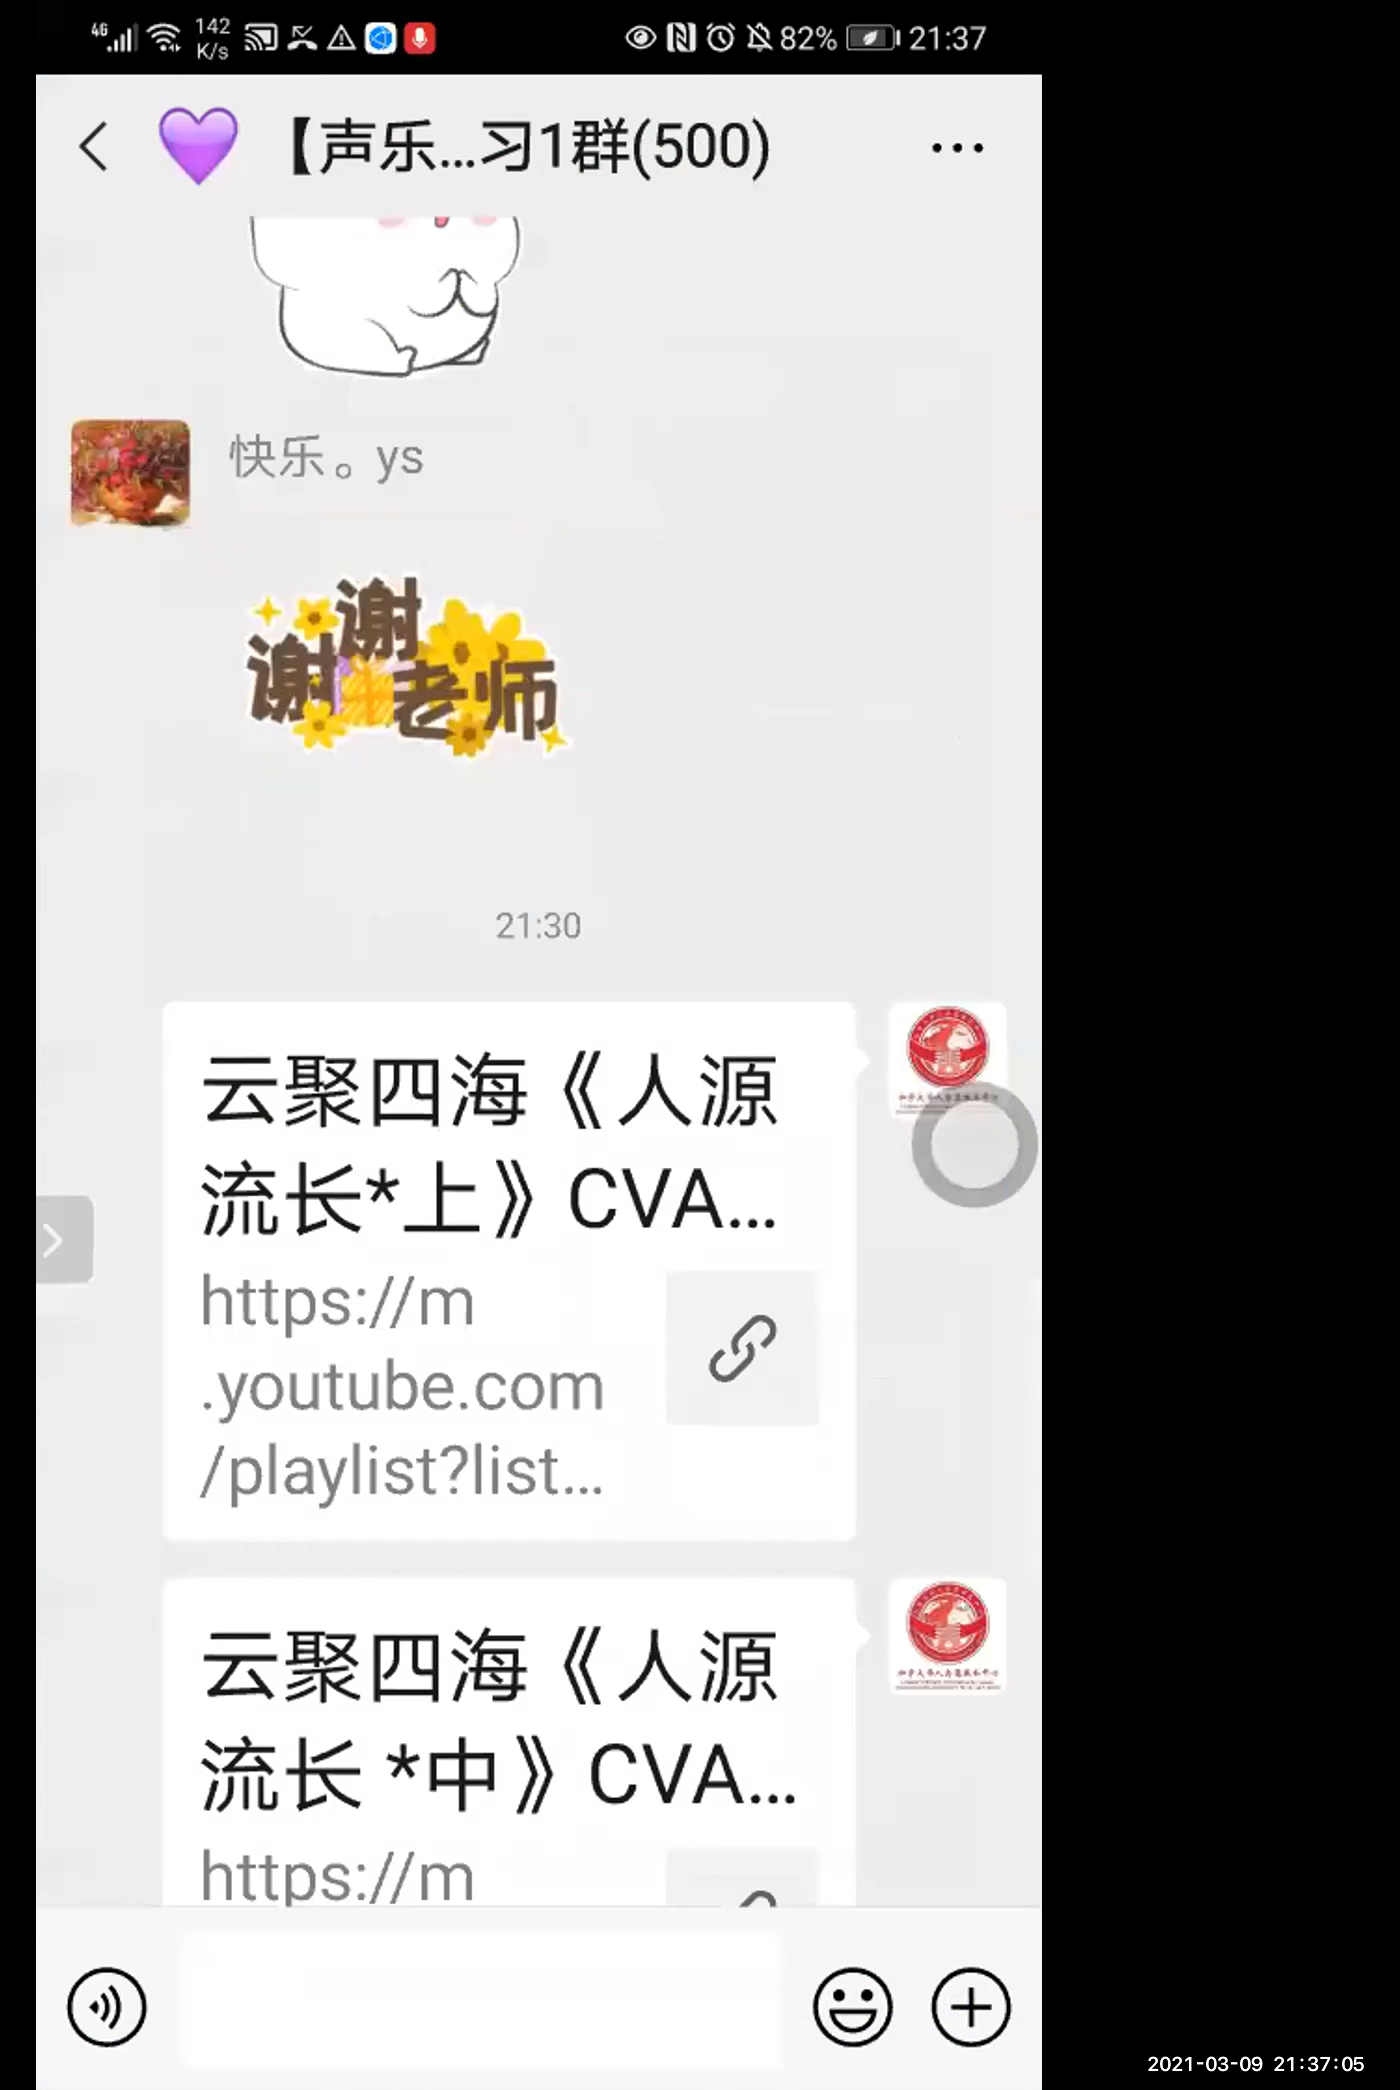 4G 142 K/s 82% 21:37
【声乐...习1群(500)
快乐。ys
谢谢老师
21:30
云聚四海《人源
流长*上》CVA...
https://m
.youtube.com
/playlist?list...
云聚四海《人源
流长 *中》CVA...
https://m
2021-03-09 21:37:05